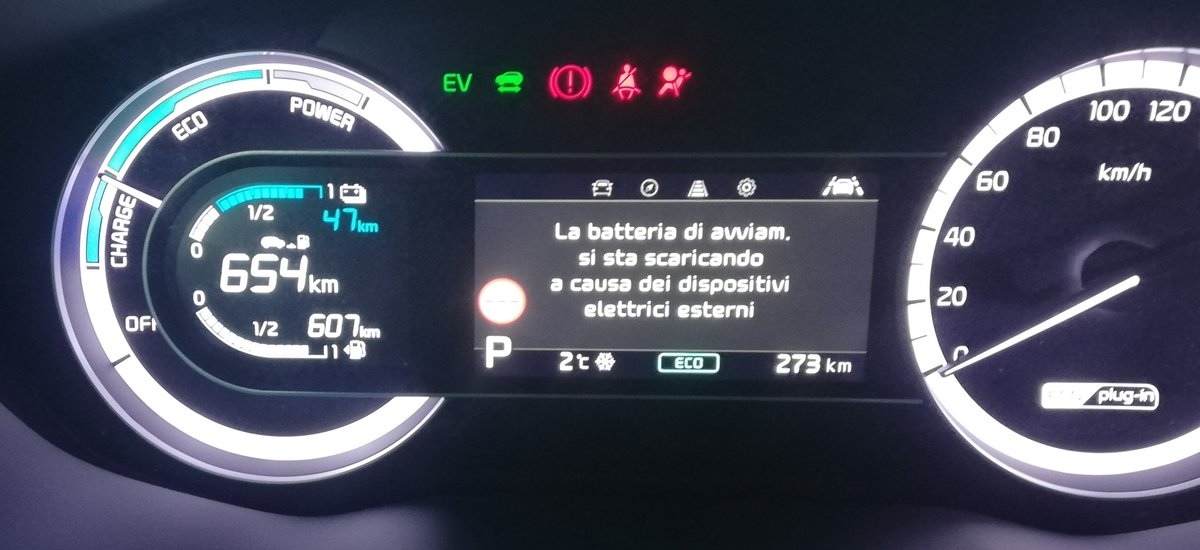 EV
ECO
POWER
CHARGE
OFF
1
1/2
47km
0
654km
0
1/2
607km
1
La batteria di avviam.
si sta scaricando
a causa dei dispositivi
elettrici esterni
P
2°C
ECO
273 km
0
20
40
60
80
100
120
km/h
plug-in